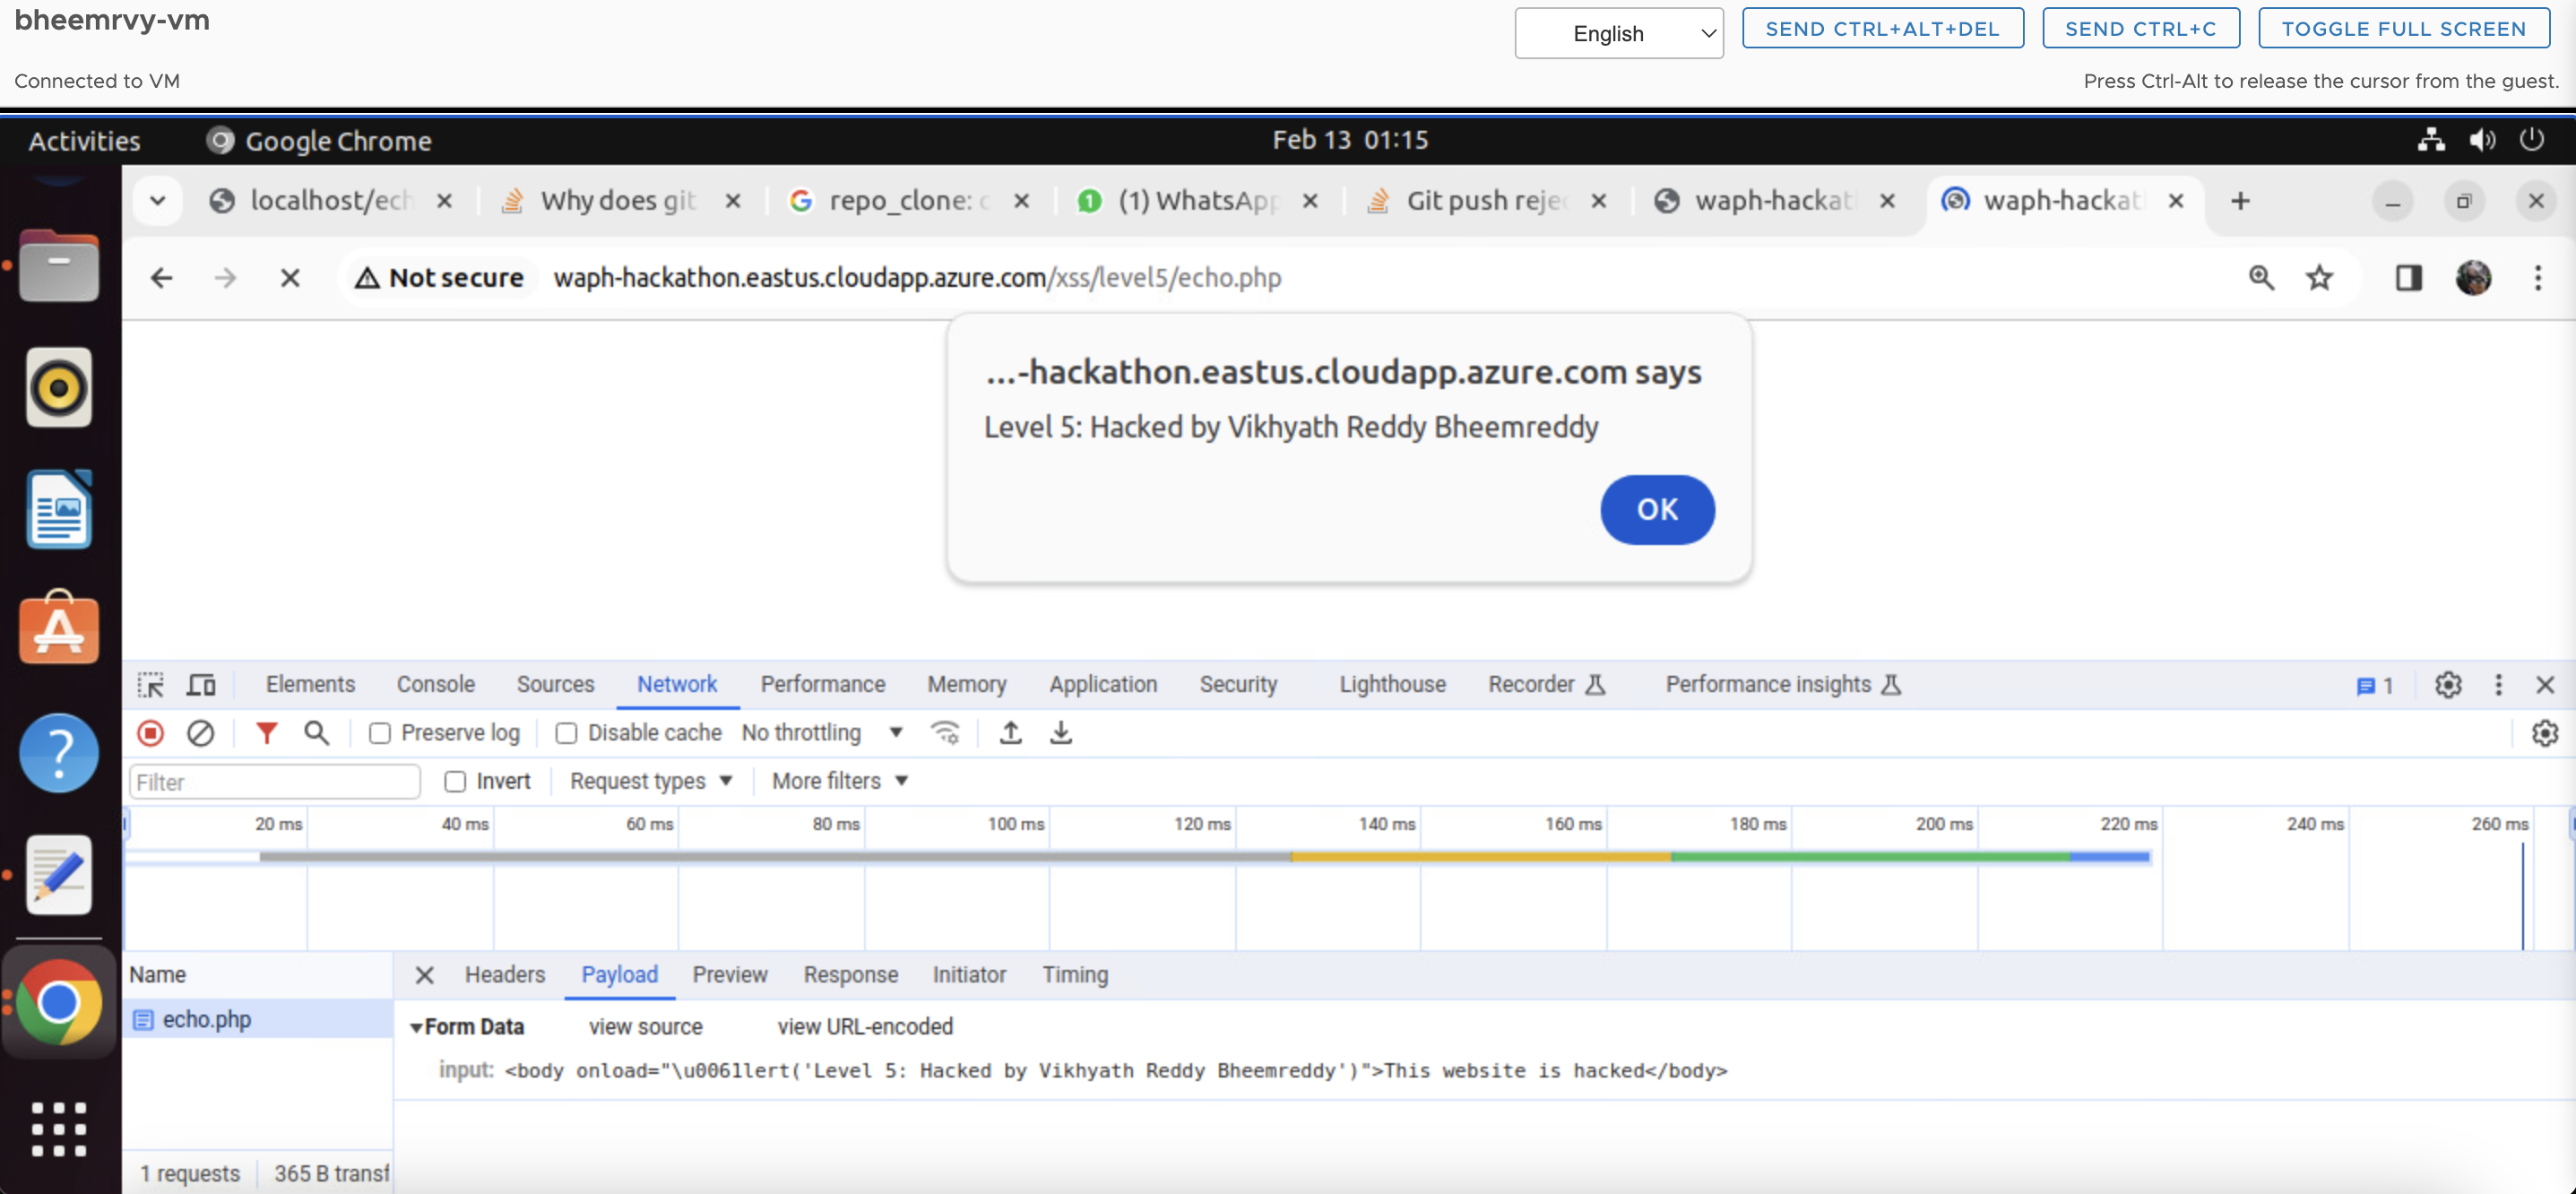 bheemrvy-vm
English
SEND CTRL+ALT+DEL
SEND CTRL+C
TOGGLE FULL SCREEN
Connected to VM
Press Ctrl-Alt to release the cursor from the guest.
Activities
Google Chrome
Feb 13 01:15
localhost/ech
Why does git
repo_clone: c
(1) WhatsApp
Git push rejec
waph-hackat
waph-hackat
Not secure
waph-hackathon.eastus.cloudapp.azure.com/xss/level5/echo.php
...-hackathon.eastus.cloudapp.azure.com says
Level 5: Hacked by Vikhyath Reddy Bheemreddy
OK
Elements
Console
Sources
Network
Performance
Memory
Application
Security
Lighthouse
Recorder
Performance insights
1
Preserve log
Disable cache
No throttling
Filter
Invert
Request types
More filters
20 ms
40 ms
60 ms
80 ms
100 ms
120 ms
140 ms
160 ms
180 ms
200 ms
220 ms
240 ms
260 ms
Name
Headers
Payload
Preview
Response
Initiator
Timing
echo.php
Form Data
view source
view URL-encoded
input: <body onload="\u0061lert('Level 5: Hacked by Vikhyath Reddy Bheemreddy')">This website is hacked</body>
1 requests
365 B transf